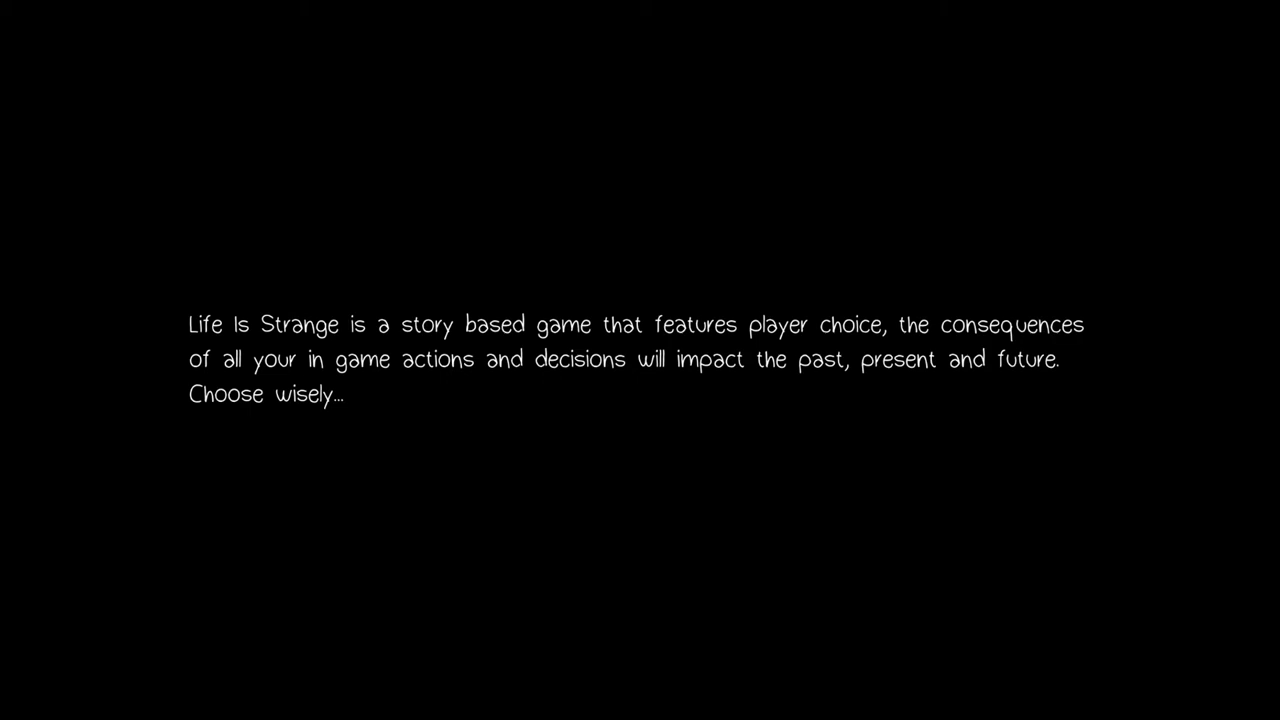 Life Is Strange is a story based game that features player choice, the consequences
of all your in game actions and decisions will impact the past, present and future.
Choose wisely...